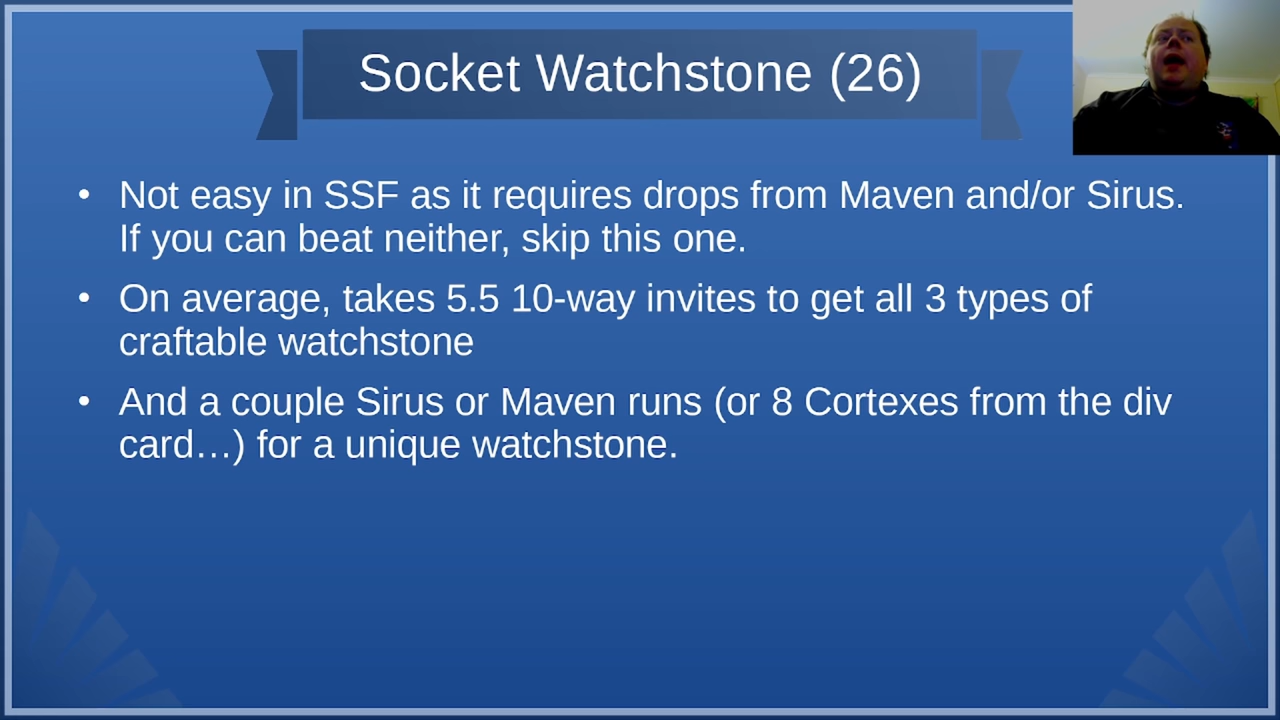 Socket Watchstone (26)
• Not easy in SSF as it requires drops from Maven and/or Sirus.
If you can beat neither, skip this one.
• On average, takes 5.5 10-way invites to get all 3 types of
craftable watchstone
• And a couple Sirus or Maven runs (or 8 Cortexes from the div
card…) for a unique watchstone.